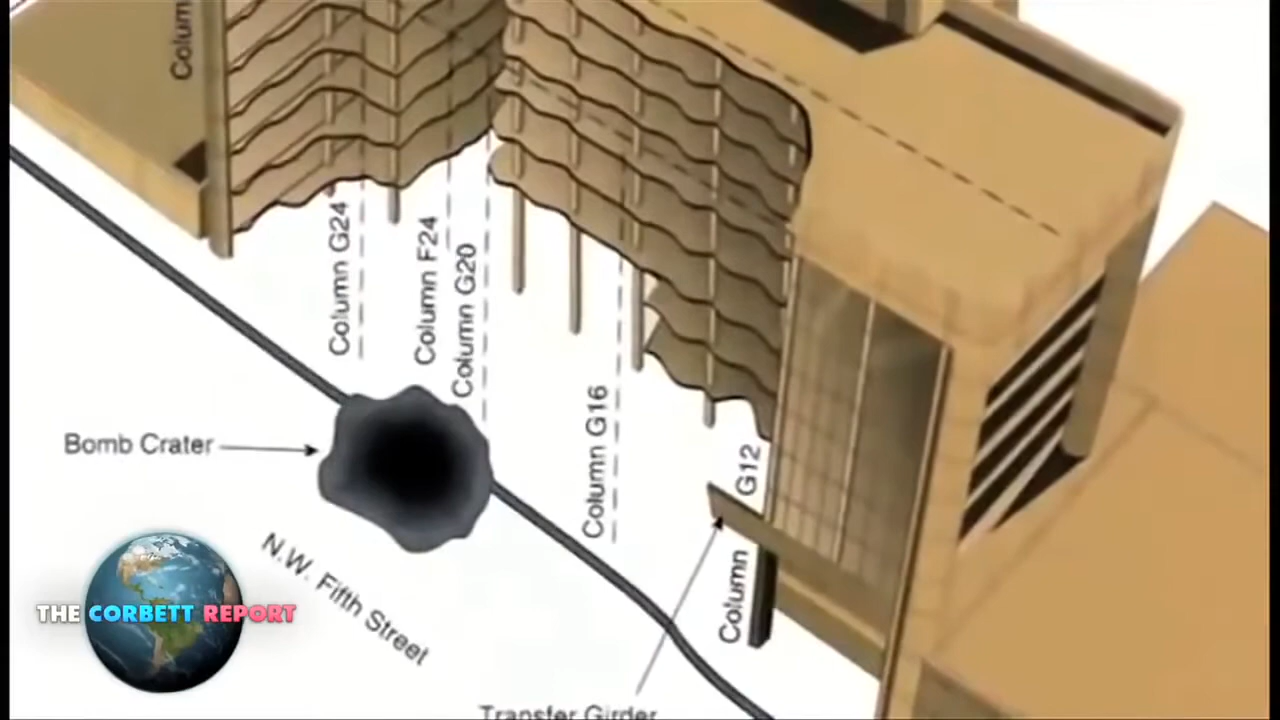 Colum
Column G24
Column F24
Column G20
Column G16
Column G12
Bomb Crater
N.W. Fifth Street
Transfer Girder
THE CORBETT REPORT